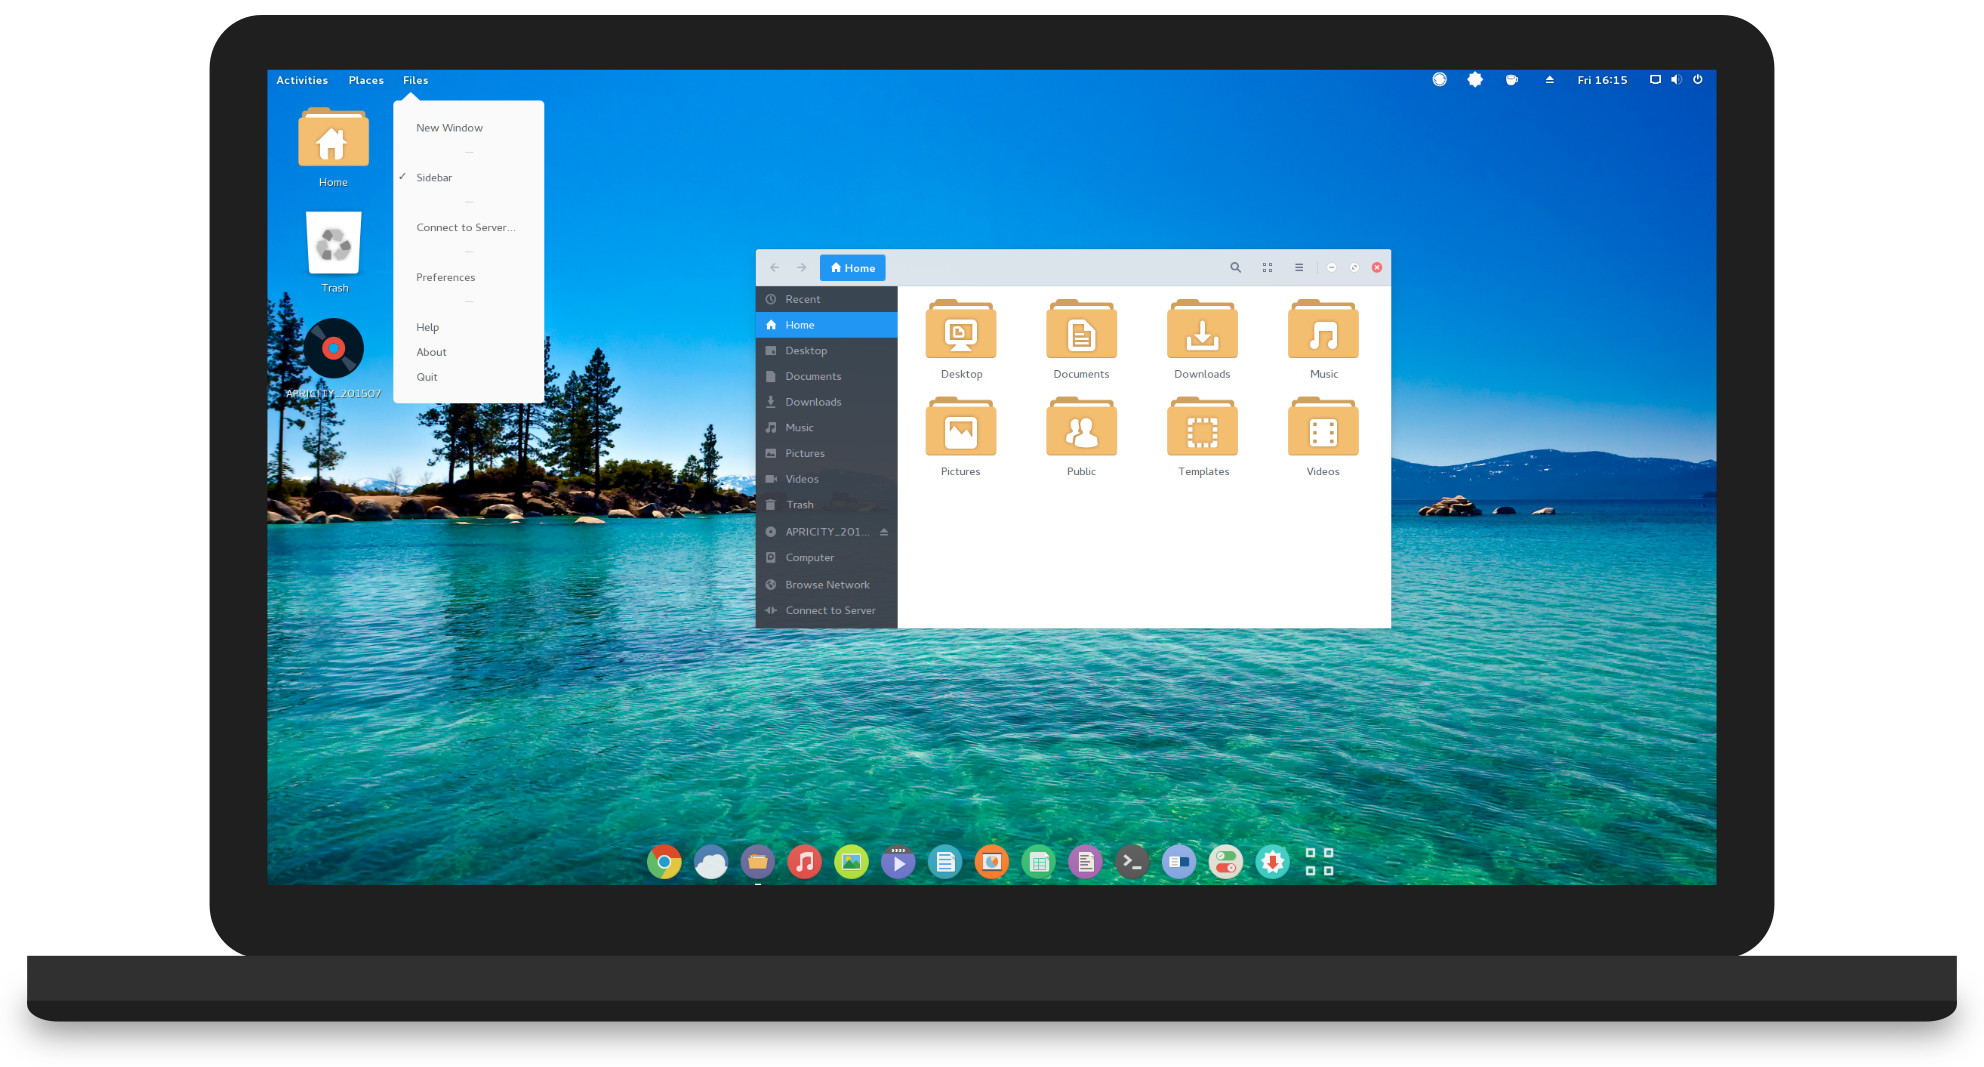 Activities Places Files
Fri 16:15
Home
Trash
APRICITY_201507
New Window
Sidebar
Connect to Server...
Preferences
Help
About
Quit
Home
Recent
Home
Desktop
Documents
Downloads
Music
Pictures
Videos
Trash
APRICITY_201...
Computer
Browse Network
Connect to Server
Desktop Documents Downloads Music
Pictures Public Templates Videos